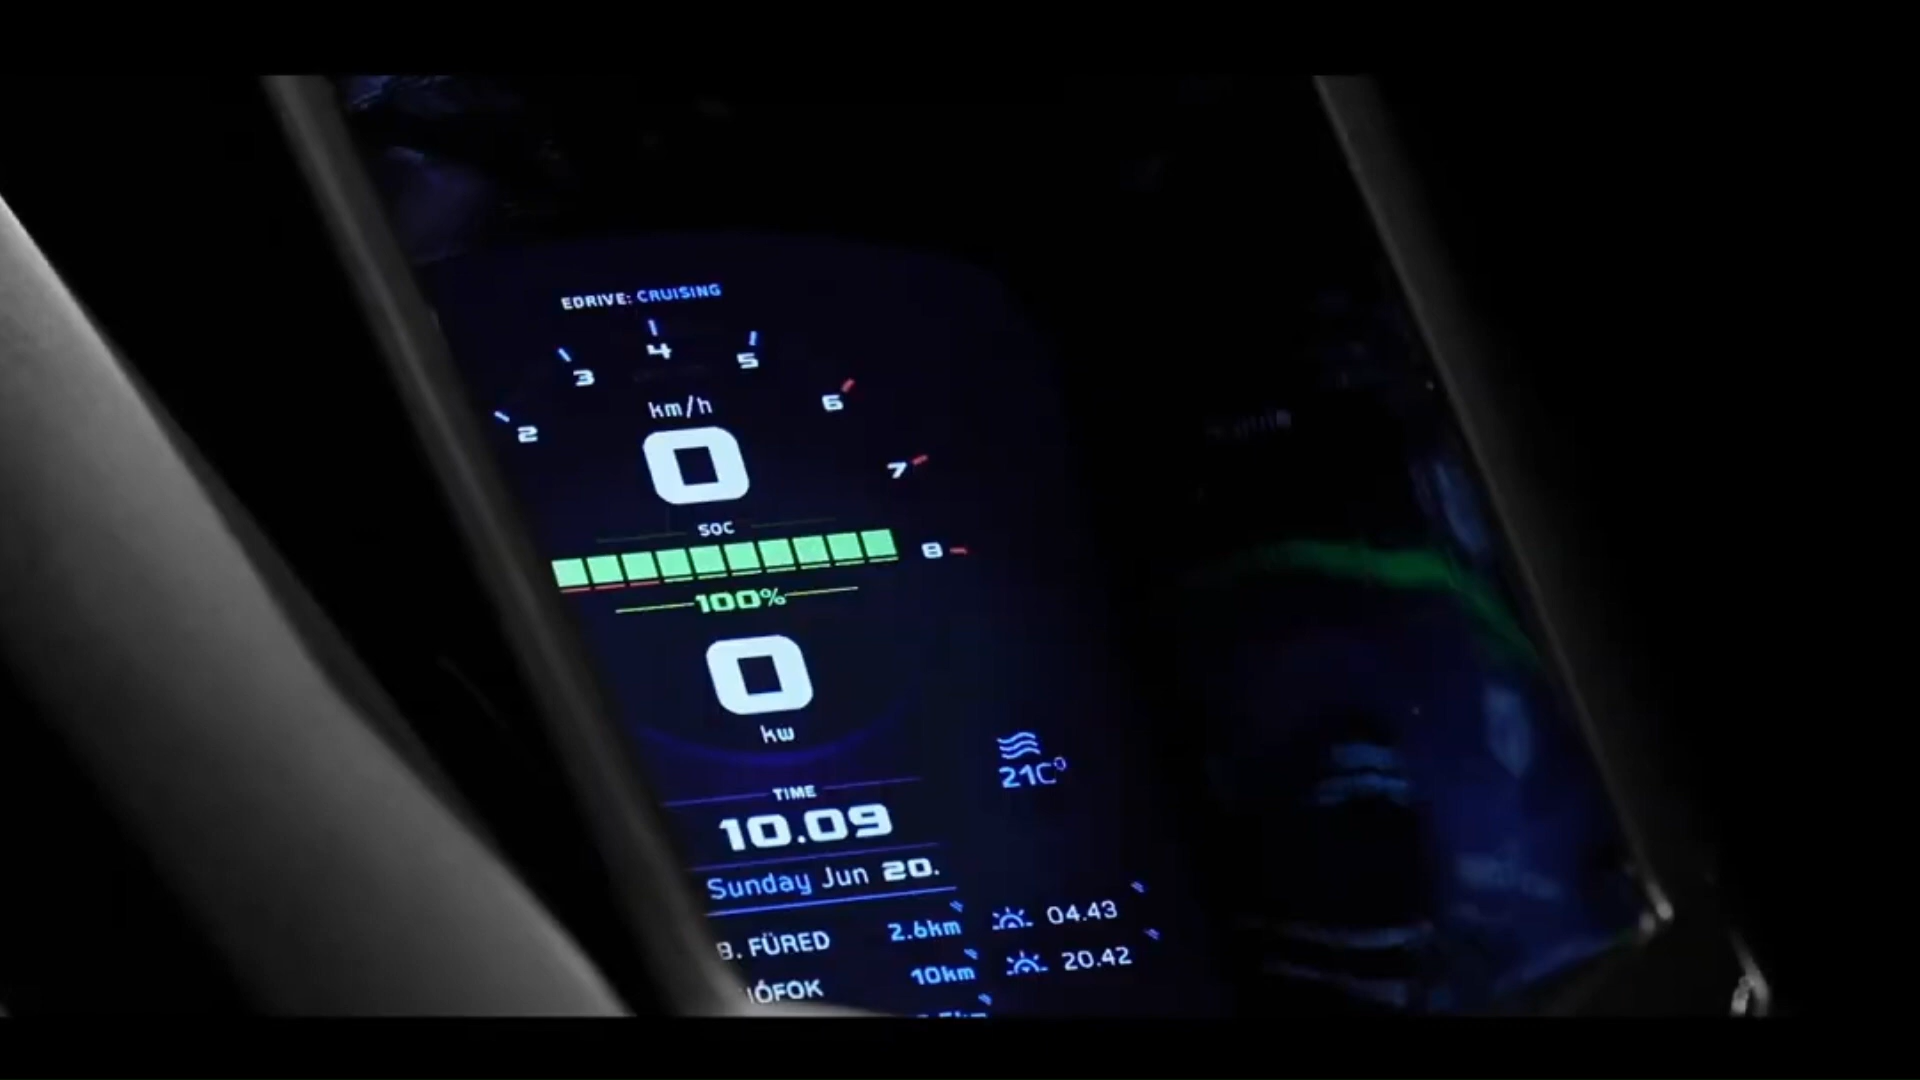 EDRIVE: CRUISING
2 3 4 5 6 7 8
km/h
0
SOC
100%
0
kw
21C°
TIME
10.09
Sunday Jun 20.
B. FÜRED 2.6km 04.43
10km 20.42